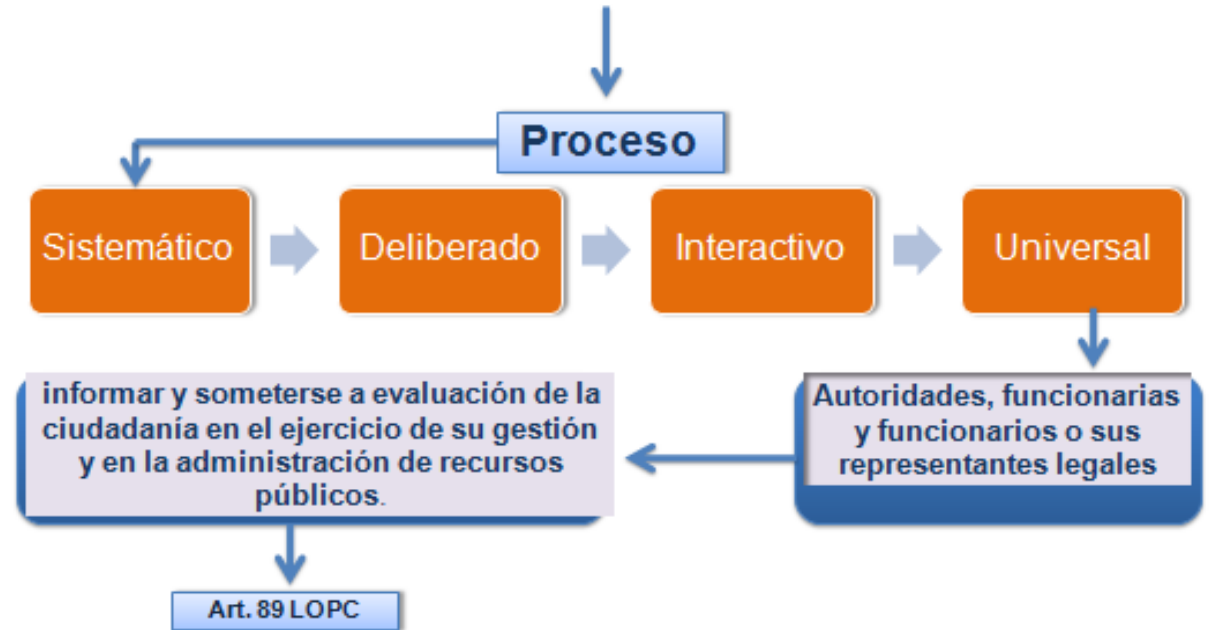 Proceso
Sistemático
Deliberado
Interactivo
Universal
informar y someterse a evaluación de la
ciudadanía en el ejercicio de su gestión
y en la administración de recursos
públicos.
Autoridades, funcionarias
y funcionarios o sus
representantes legales
Art. 89 LOPC